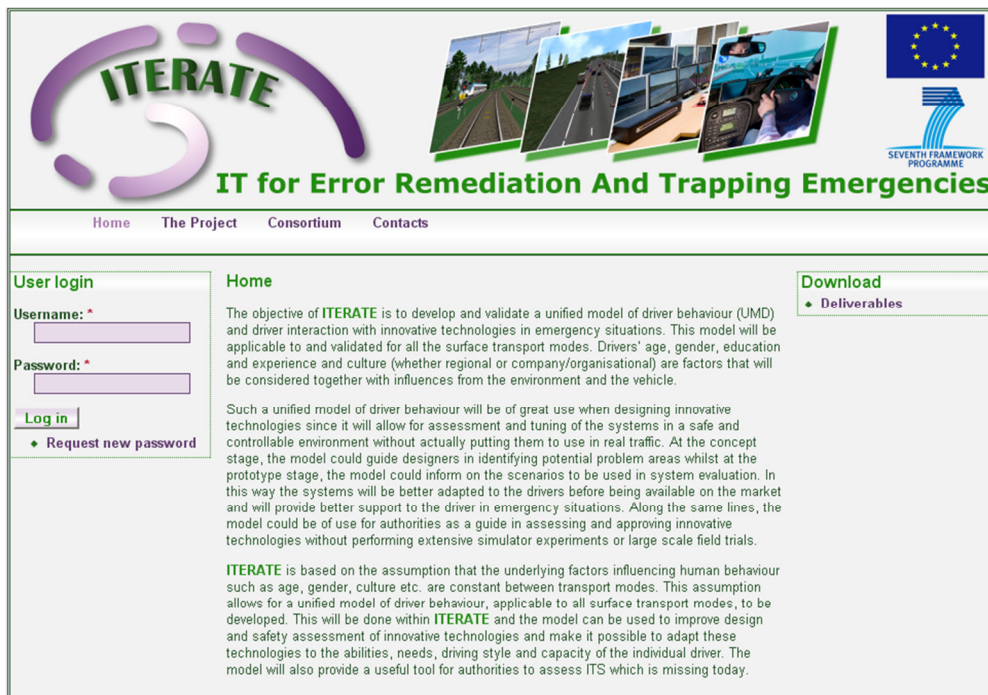 ITERATE
SEVENTH FRAMEWORK
PROGRAMME
IT for Error Remediation And Trapping Emergencies
Home The Project Consortium Contacts
User login
Username: *
Password: *
Log in
Request new password
Home
The objective of ITERATE is to develop and validate a unified model of driver behaviour (UMD)
and driver interaction with innovative technologies in emergency situations. This model will be
applicable to and validated for all the surface transport modes. Drivers' age, gender, education
and experience and culture (whether regional or company/organisational) are factors that will
be considered together with influences from the environment and the vehicle.
Such a unified model of driver behaviour will be of great use when designing innovative
technologies since it will allow for assessment and tuning of the systems in a safe and
controllable environment without actually putting them to use in real traffic. At the concept
stage, the model could guide designers in identifying potential problem areas whilst at the
prototype stage, the model could inform on the scenarios to be used in system evaluation. In
this way the systems will be better adapted to the drivers before being available on the market
and will provide better support to the driver in emergency situations. Along the same lines, the
model could be of use for authorities as a guide in assessing and approving innovative
technologies without performing extensive simulator experiments or large scale field trials.
ITERATE is based on the assumption that the underlying factors influencing human behaviour
such as age, gender, culture etc. are constant between transport modes. This assumption
allows for a unified model of driver behaviour, applicable to all surface transport modes, to be
developed. This will be done within ITERATE and the model can be used to improve design
and safety assessment of innovative technologies and make it possible to adapt these
technologies to the abilities, needs, driving style and capacity of the individual driver. The
model will also provide a useful tool for authorities to assess ITS which is missing today.
Download
Deliverables